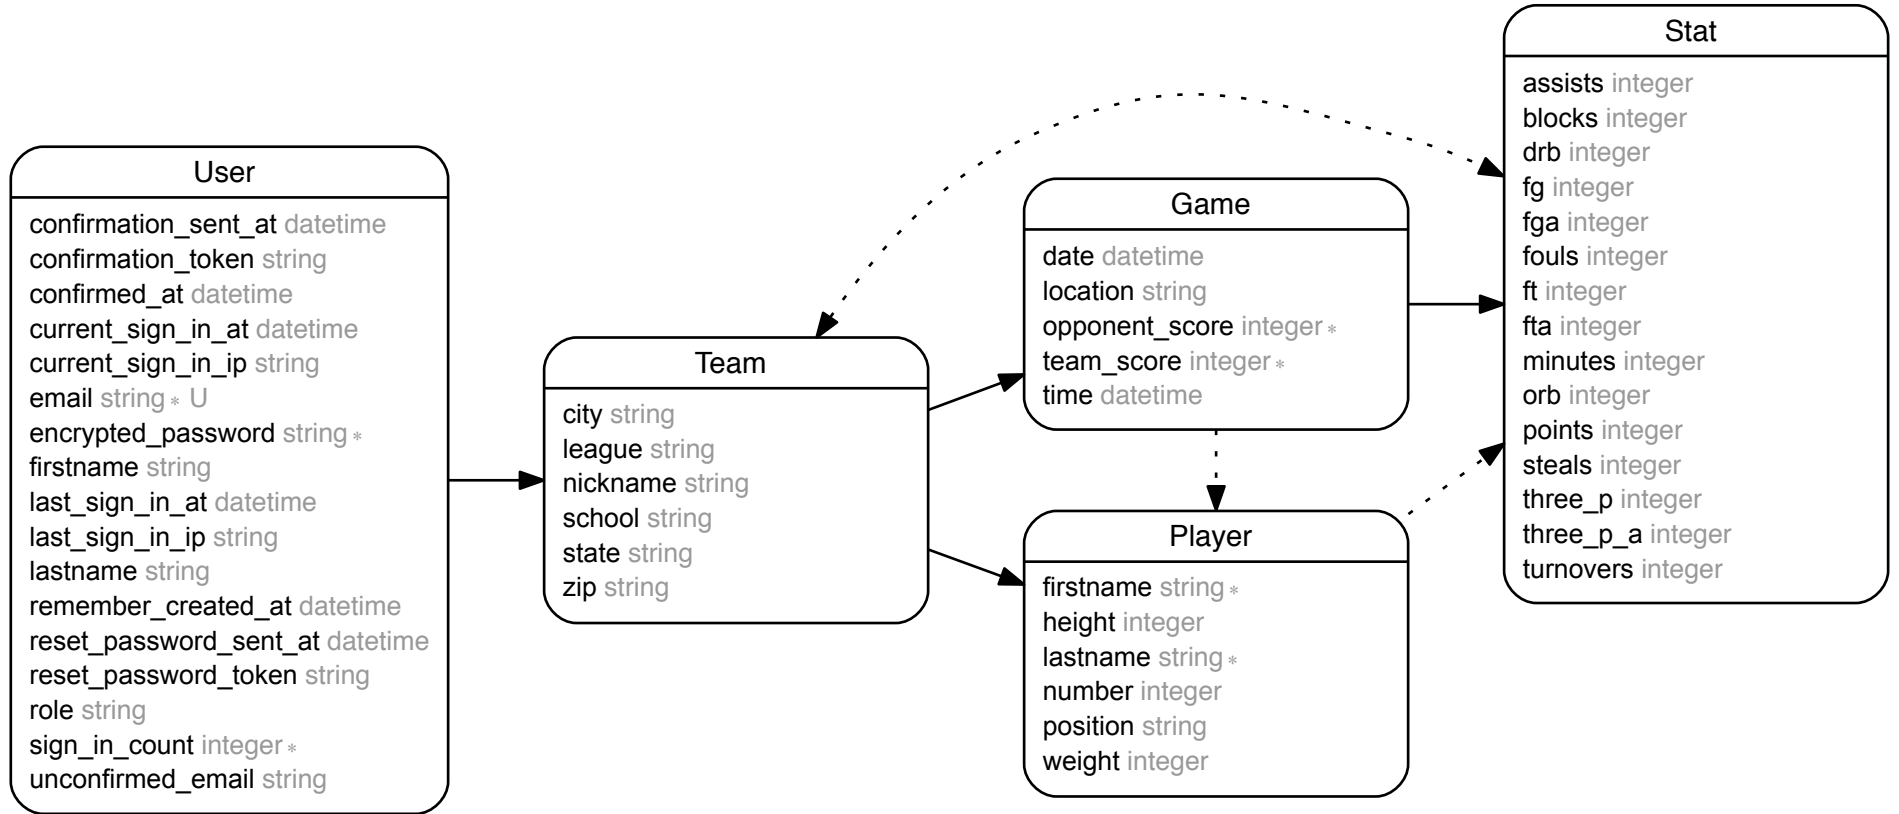 User
confirmation_sent_at datetime
confirmation_token string
confirmed_at datetime
current_sign_in_at datetime
current_sign_in_ip string
email string * U
encrypted_password string *
firstname string
last_sign_in_at datetime
last_sign_in_ip string
lastname string
remember_created_at datetime
reset_password_sent_at datetime
reset_password_token string
role string
sign_in_count integer *
unconfirmed_email string
Team
city string
league string
nickname string
school string
state string
zip string
Game
date datetime
location string
opponent_score integer *
team_score integer *
time datetime
Player
firstname string *
height integer
lastname string *
number integer
position string
weight integer
Stat
assists integer
blocks integer
drb integer
fg integer
fga integer
fouls integer
ft integer
fta integer
minutes integer
orb integer
points integer
steals integer
three_p integer
three_p_a integer
turnovers integer